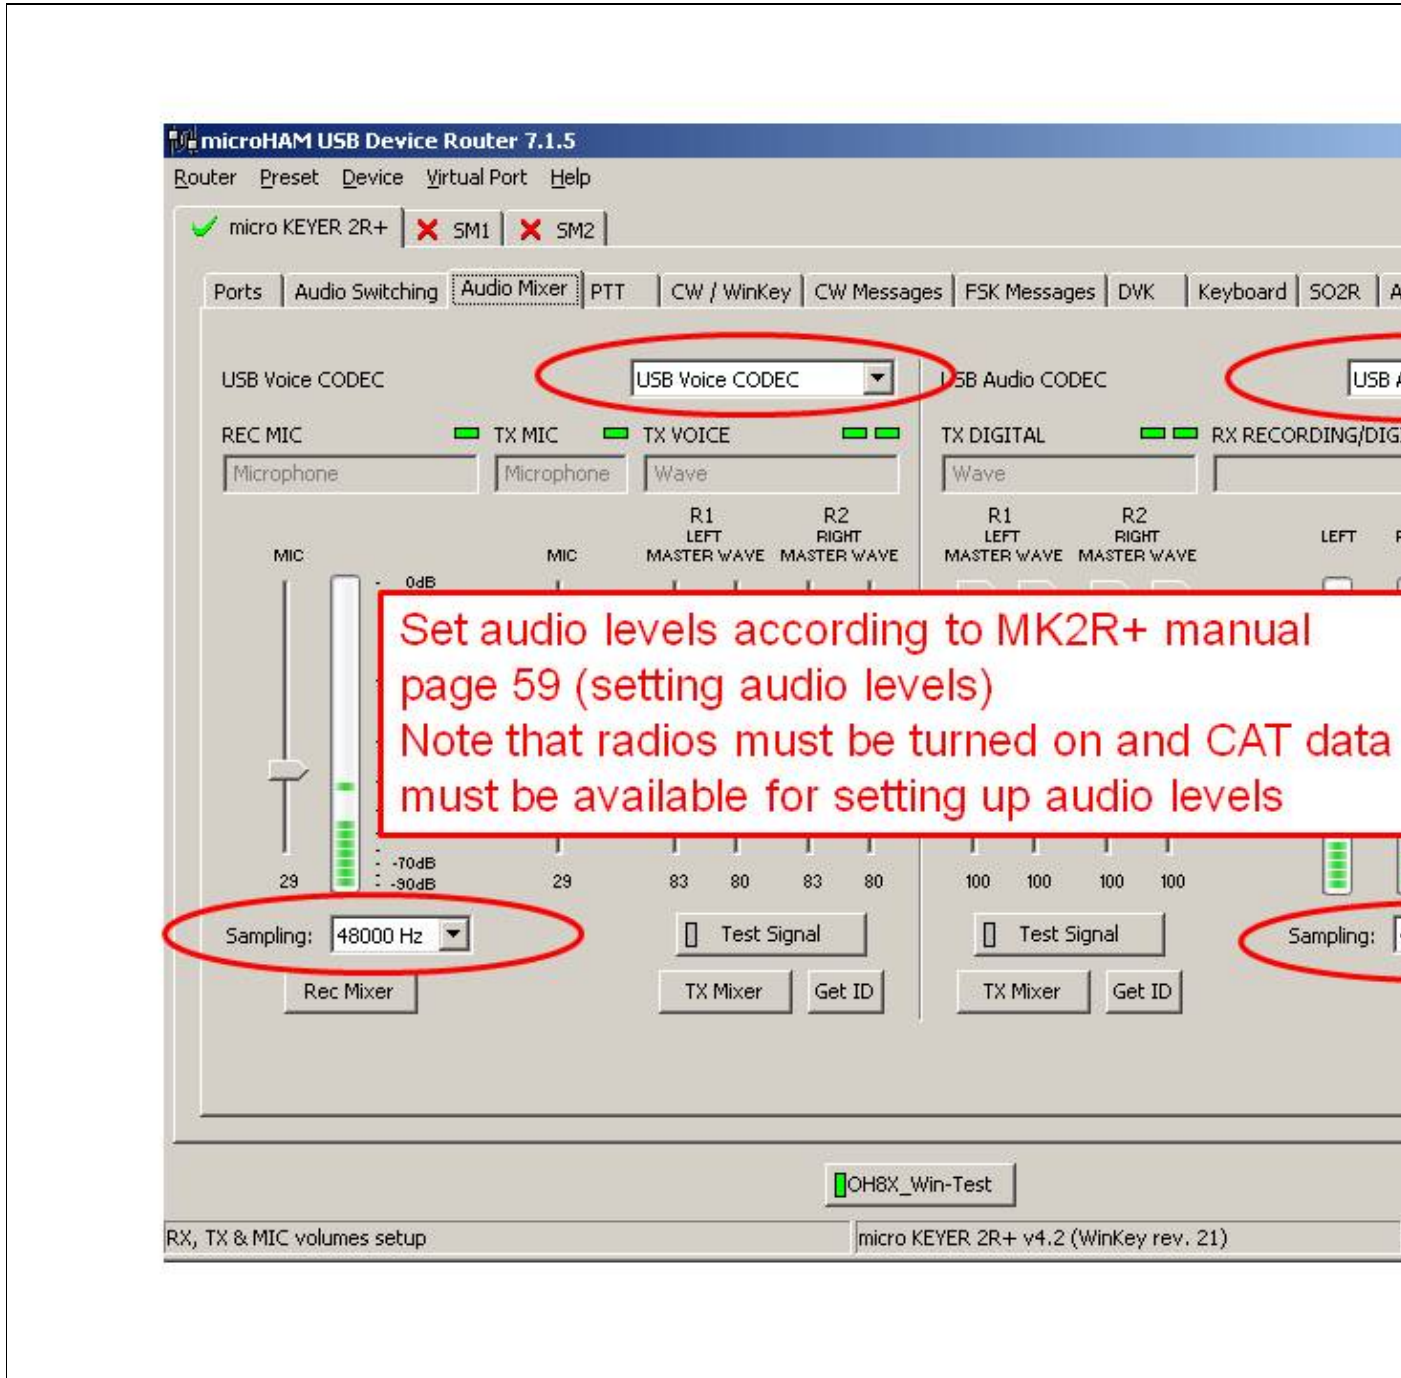 microHAM USB Device Router 7.1.5
Router Preset Device Virtual Port Help
micro KEYER 2R+ SM1 SM2
Ports Audio Switching Audio Mixer PTT CW / WinKey CW Messages FSK Messages DVK Keyboard SO2R
USB Voice CODEC USB Voice CODEC USB Audio CODEC USB
REC MIC TX MIC TX VOICE TX DIGITAL RX RECORDING/DIG
Microphone Microphone Wave Wave
R1 R2 R1 R2
LEFT RIGHT LEFT RIGHT LEFT
MIC MIC MASTER WAVE MASTER WAVE MASTER WAVE MASTER WAVE
0dB
Set audio levels according to MK2R+ manual
page 59 (setting audio levels)
Note that radios must be turned on and CAT data
must be available for setting up audio levels
-70dB
-90dB
29 29 83 80 83 80 100 100 100 100
Sampling: 48000 Hz Test Signal Test Signal Sampling:
Rec Mixer TX Mixer Get ID TX Mixer Get ID
OH8X_Win-Test
RX, TX & MIC volumes setup micro KEYER 2R+ v4.2 (WinKey rev. 21)